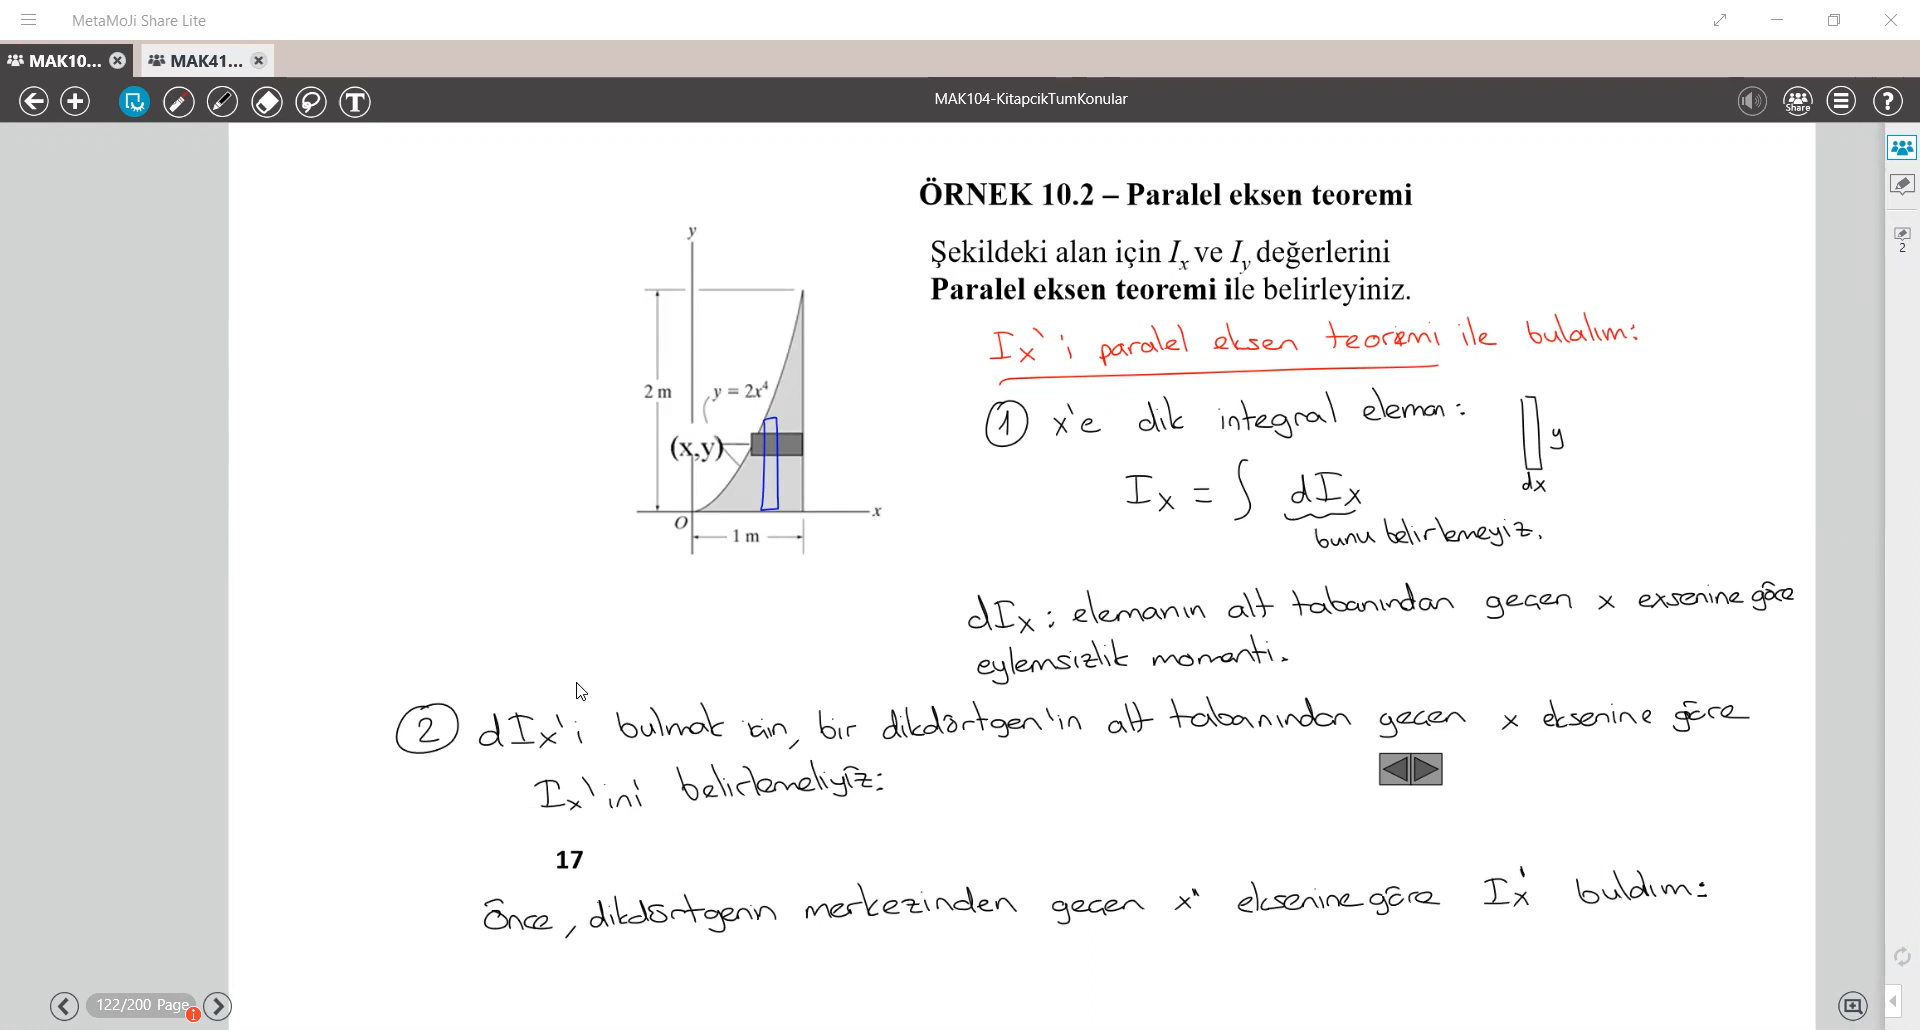 MetaMoJi Share Lite
MAK10...
MAK41...
T
MAK104-KitapcikTumKonular
Share
?
2
ÖRNEK 10.2 – Paralel eksen teoremi
Şekildeki alan için Ix ve Iy değerlerini
Paralel eksen teoremi ile belirleyiniz.
y
2 m
y = 2x⁴
(x,y)
O
x
1 m
Ix'i paralel eksen teoremi ile bulalım:
1 x'e dik integral eleman:
y
dx
Ix = ∫ dIx
bunu belirlemeyiz.
dIx: elemanın alt tabanından geçen x exsenine göre
eylemsizlik momenti.
2 dIx'i bulmak için, bir dikdörtgen'in alt tabanından geçen x eksenine göre
Ix'ini belirlemeliyiz:
17
Önce, dikdörtgenin merkezinden geçen x' eksenine göre Ix' buldım:
122/200 Page